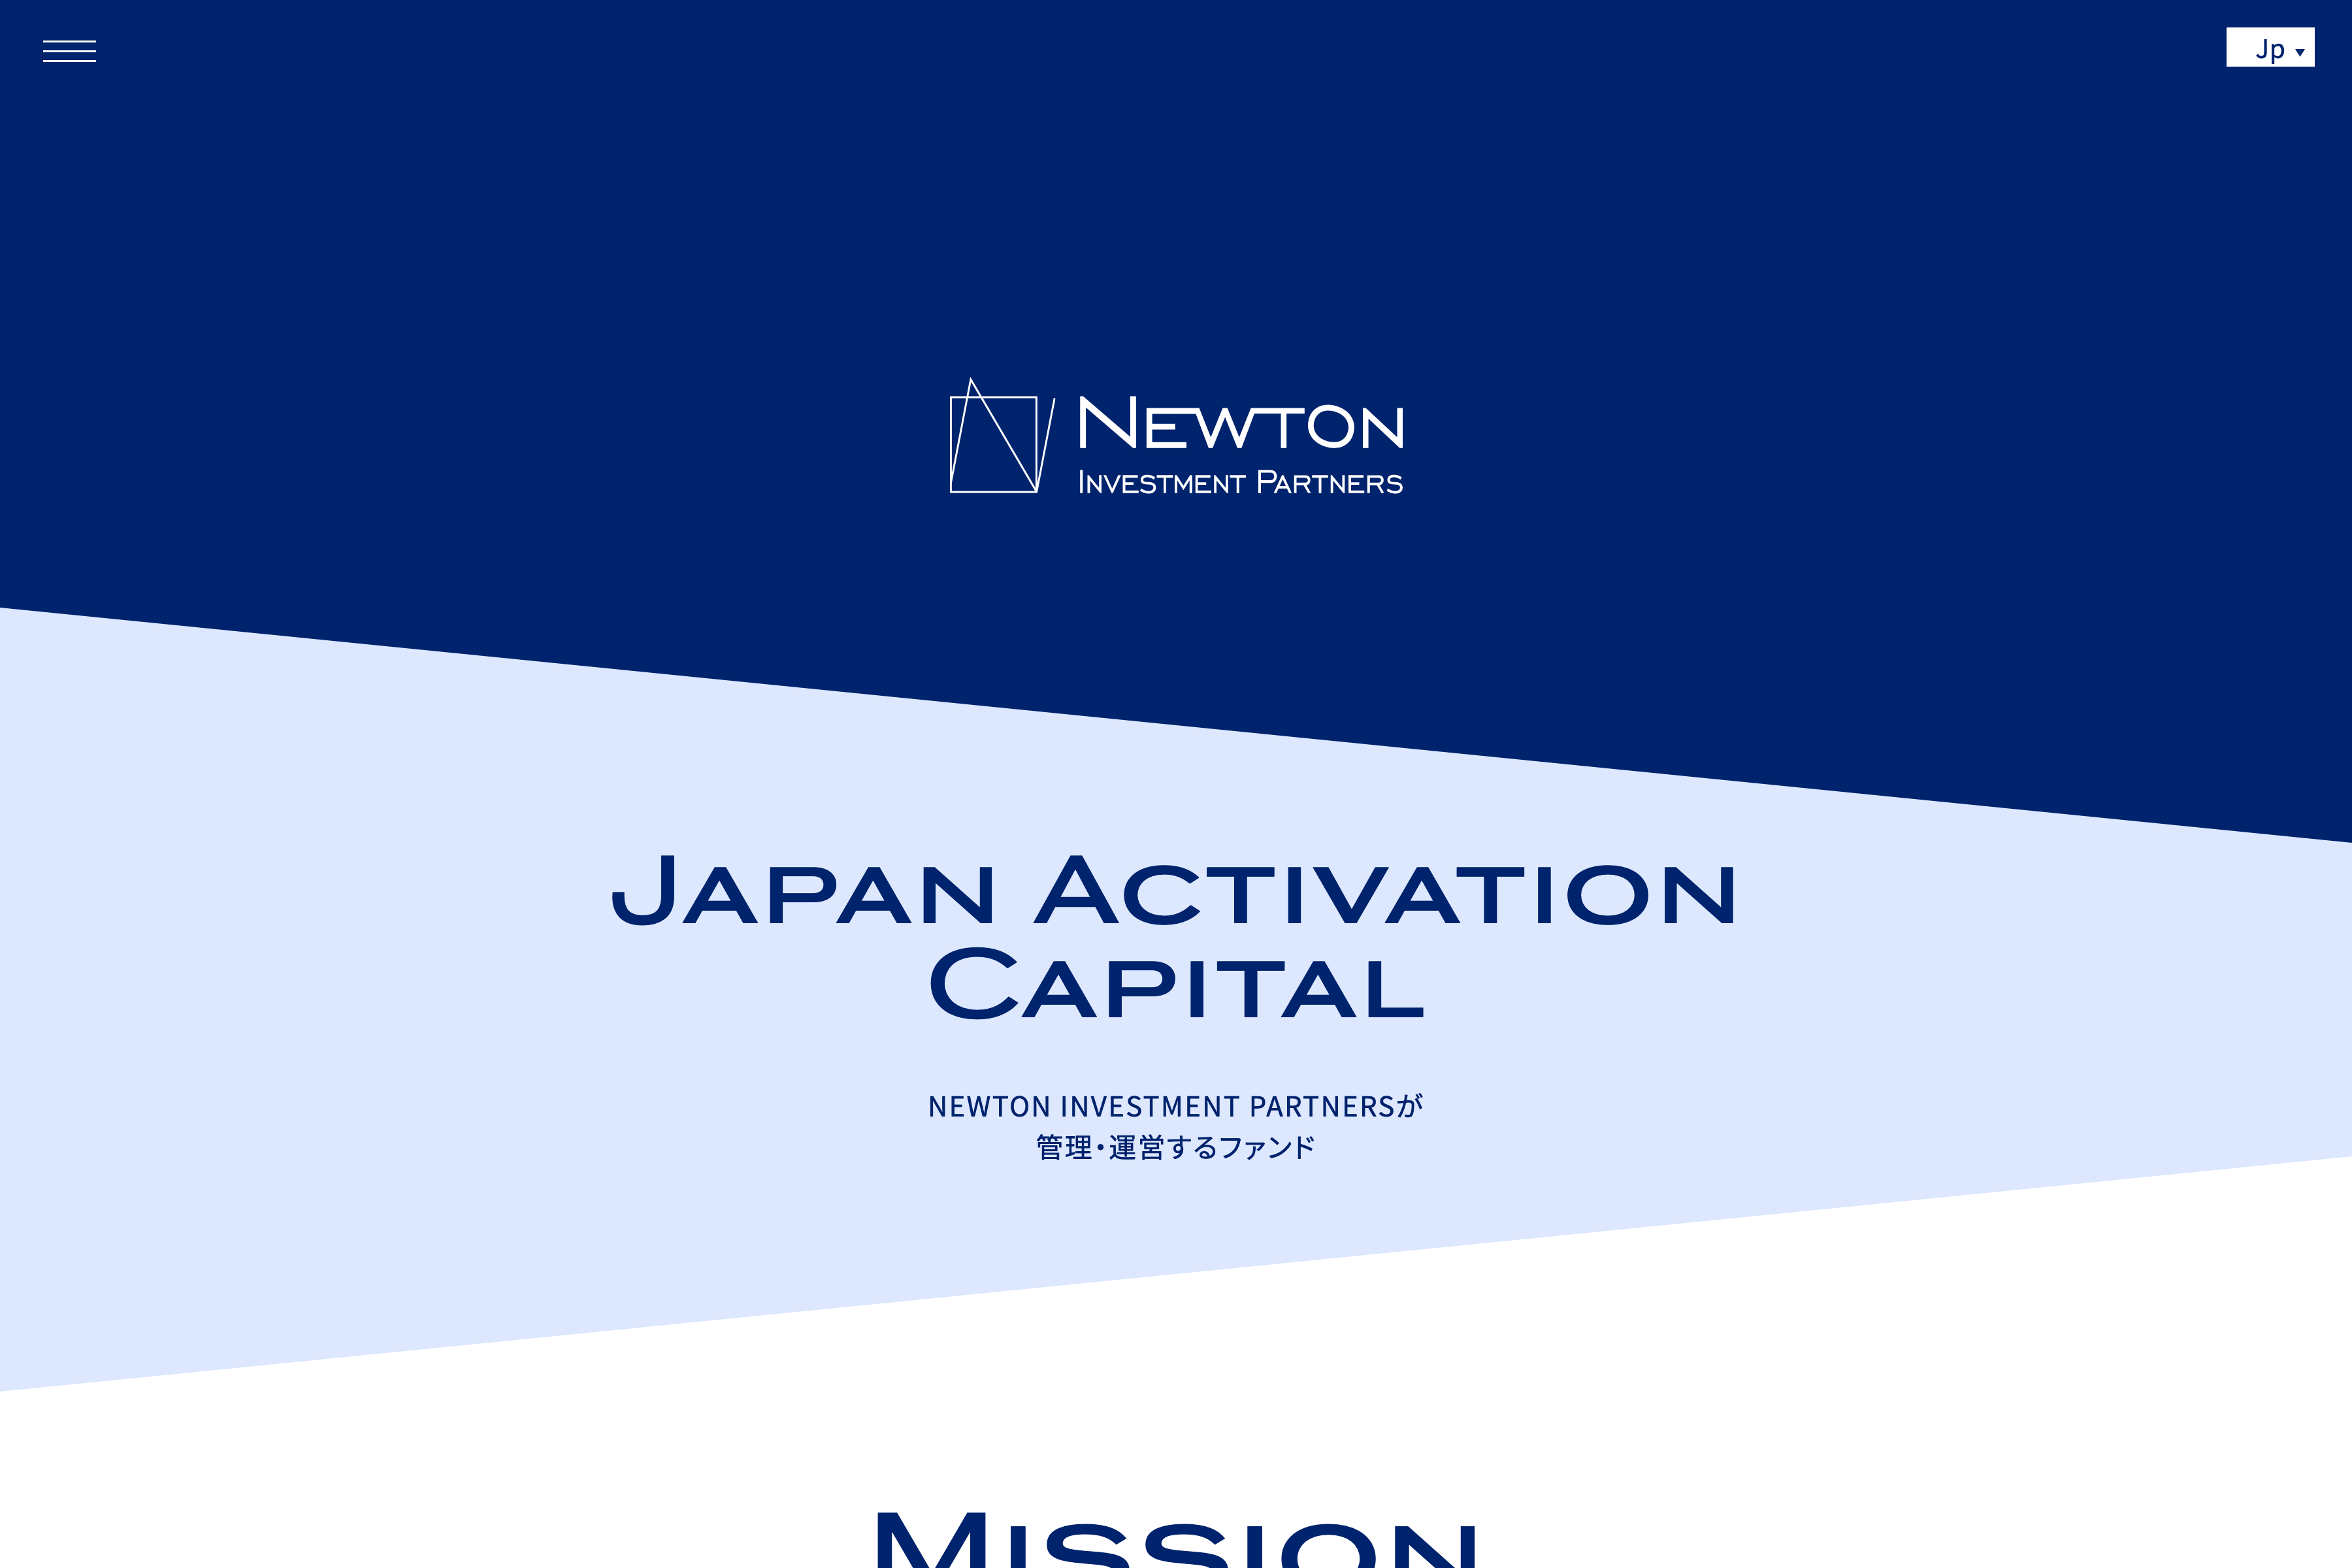 Jp
NEWTON
INVESTMENT PARTNERS
JAPAN ACTIVATION
CAPITAL
NEWTON INVESTMENT PARTNERSが
管理・運営するファンド
MISSION